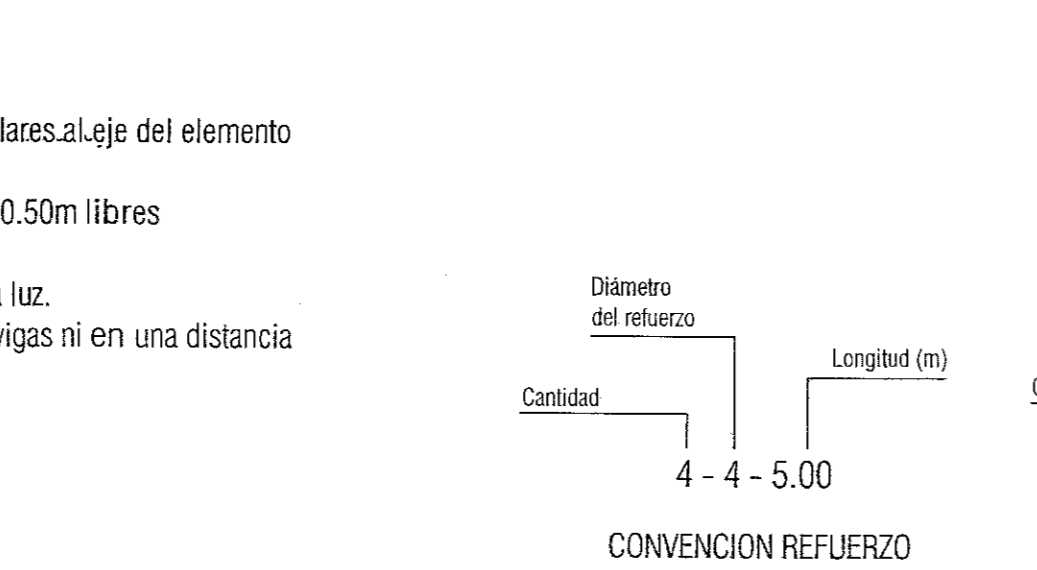 lares al eje del elemento
0.50m libres
luz.
vigas ni en una distancia
Diámetro
del refuerzo
Longitud (m)
Cantidad
4 - 4 - 5.00
CONVENCION REFUERZO